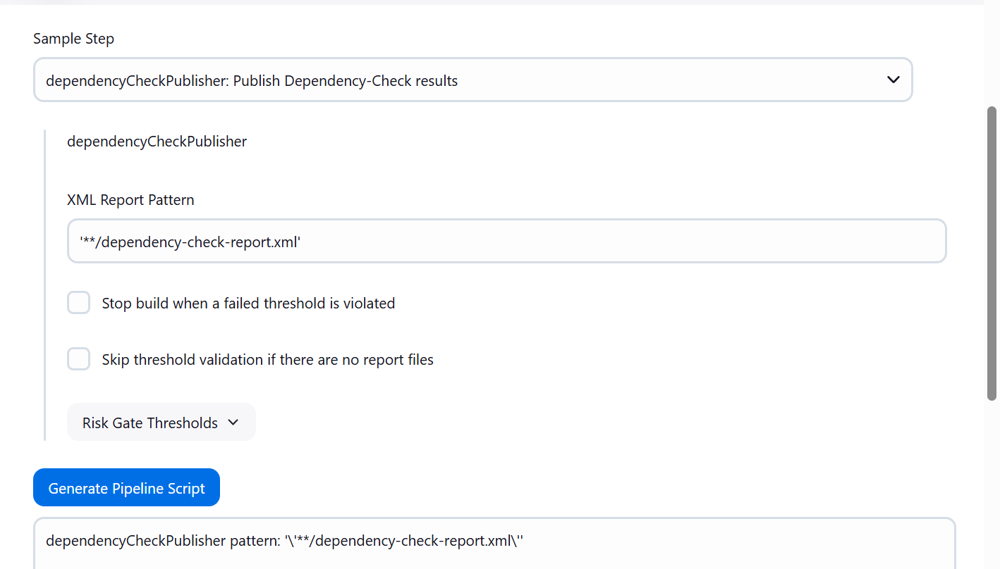 Sample Step
dependencyCheckPublisher: Publish Dependency-Check results
dependencyCheckPublisher
XML Report Pattern
'**/dependency-check-report.xml'
Stop build when a failed threshold is violated
Skip threshold validation if there are no report files
Risk Gate Thresholds
Generate Pipeline Script
dependencyCheckPublisher pattern: '\'**/dependency-check-report.xml\''